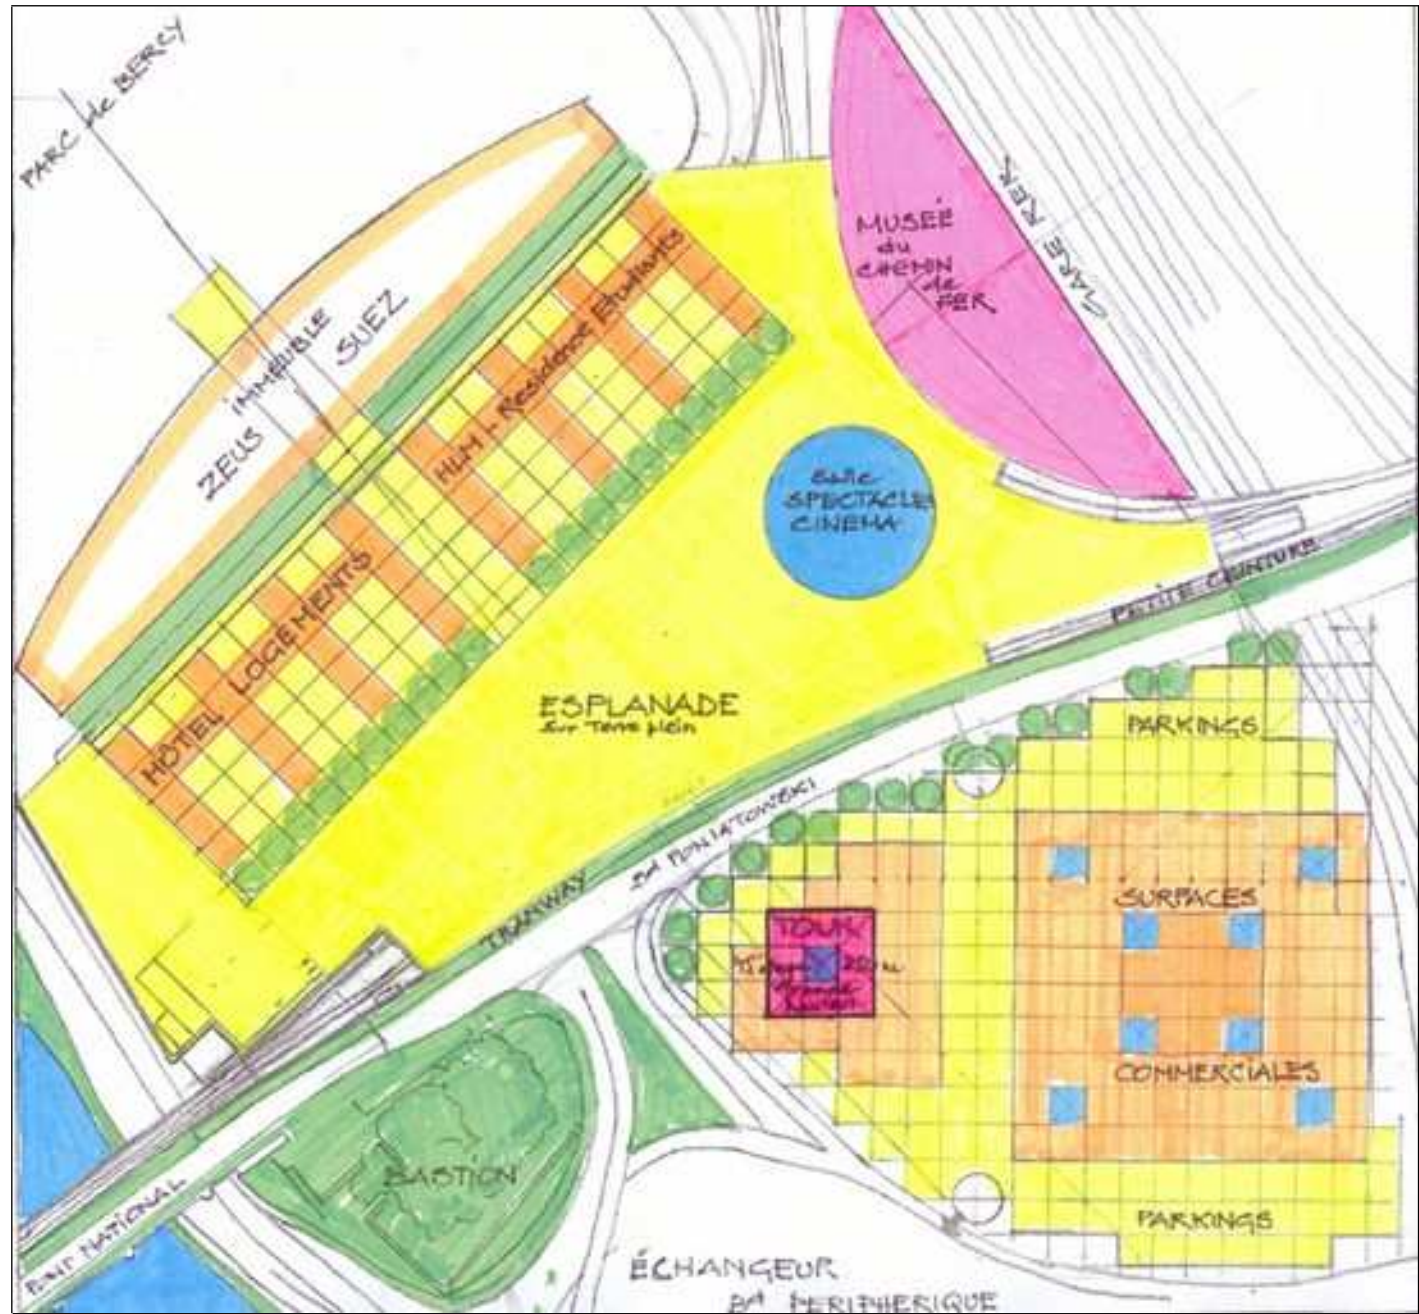 PARC de BERCY
MUSEÉ
du
CHEMIN
de
FER
GARE RER
IMMEUBLE
ZEUS SUEZ
HLM - Résidense Etudiants
HÔTEL LOGEMENTS
Salle
SPECTACLES
CINEMA
PETITE CEINTURE
ESPLANADE
Sur Terre plein
PARKINGS
Bd PONIATOWSKI
TRAMWAY
SURFACES
TOUR
COMMERCIALES
BASTION
PONT NATIONAL
PARKINGS
ÉCHANGEUR
Bd PERIPHERIQUE